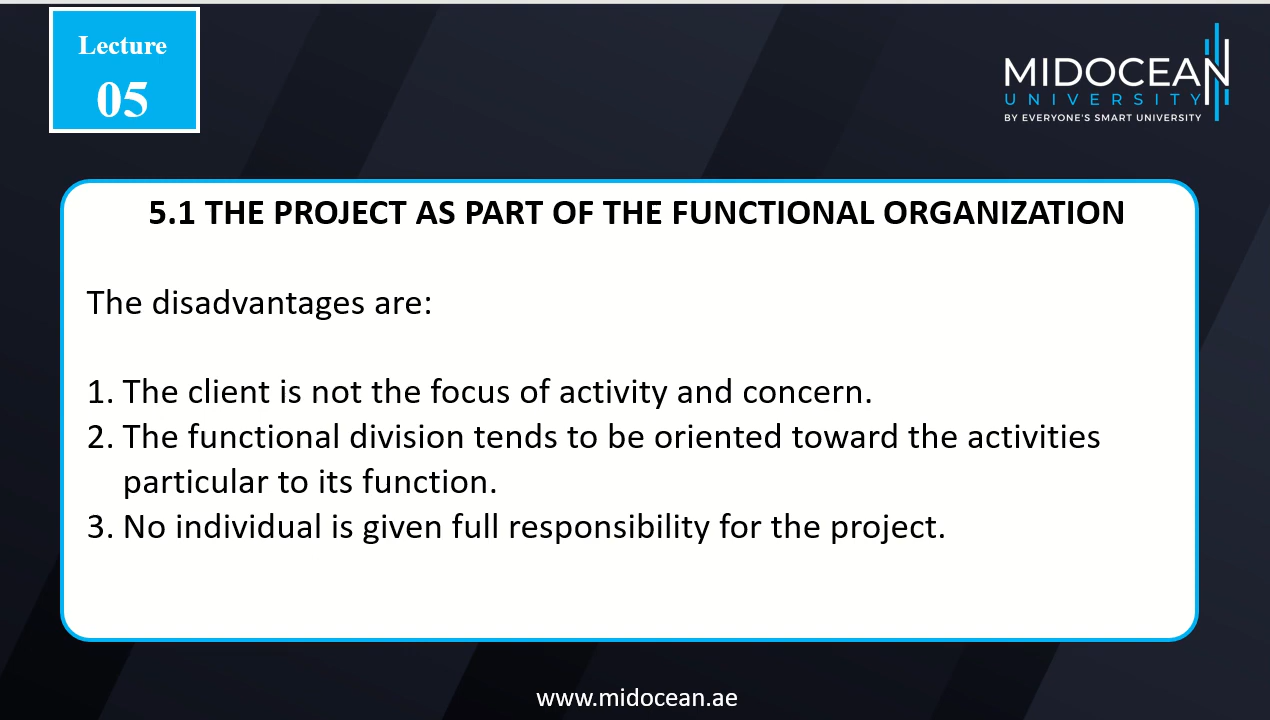 Lecture
05
MIDOCEAN
UNIVERSITY
BY EVERYONE'S SMART UNIVERSITY
5.1 THE PROJECT AS PART OF THE FUNCTIONAL ORGANIZATION
The disadvantages are:
1. The client is not the focus of activity and concern.
2. The functional division tends to be oriented toward the activities
particular to its function.
3. No individual is given full responsibility for the project.
www.midocean.ae